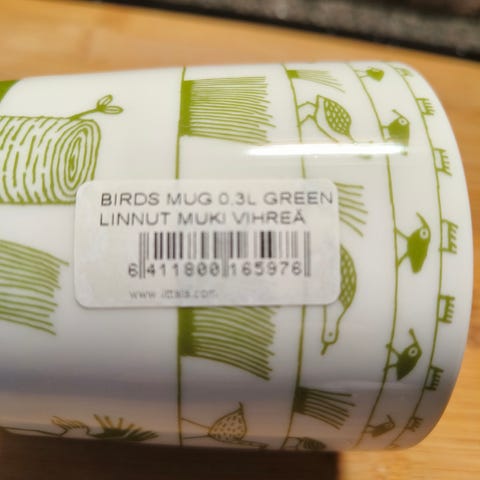 BIRDS MUG 0,3L GREEN
LINNUT MUKI VIHREÄ
6 411800 165976
www.iittala.com